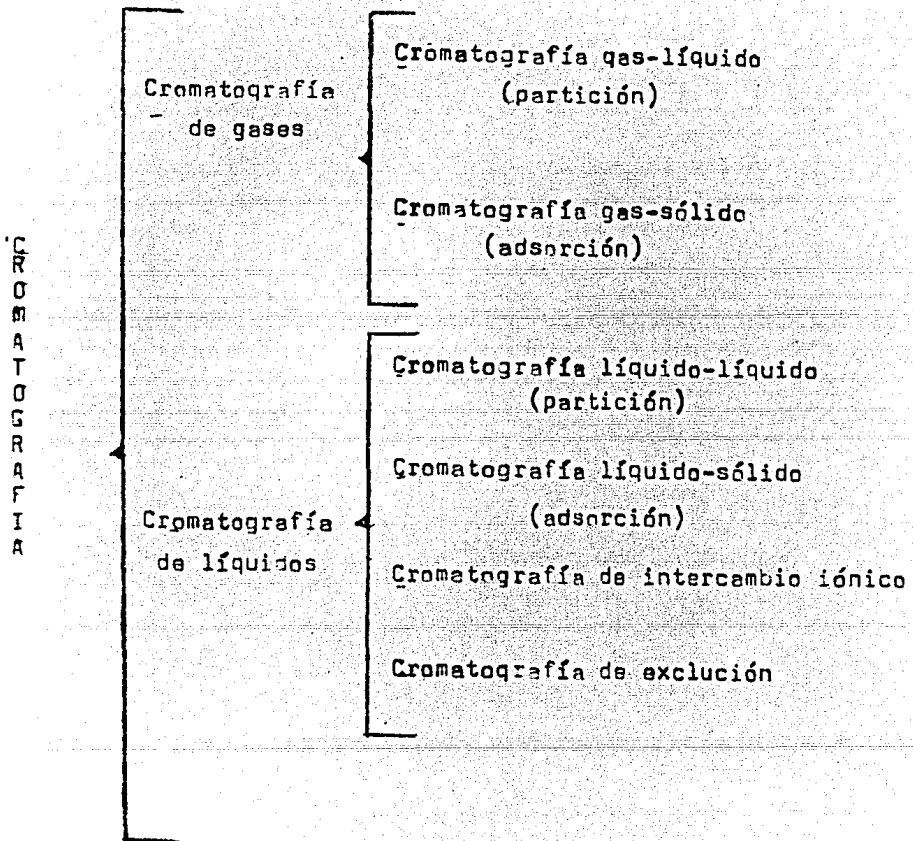 CROMATOGRAFIA
Cromatografía
de gases
Cromatografía gas-líquido
(partición)
Cromatografía gas-sólido
(adsorción)
Cromatografía
de líquidos
Cromatografía líquido-líquido
(partición)
Cromatografía líquido-sólido
(adsorción)
Cromatografía de intercambio iónico
Cromatografía de exclución